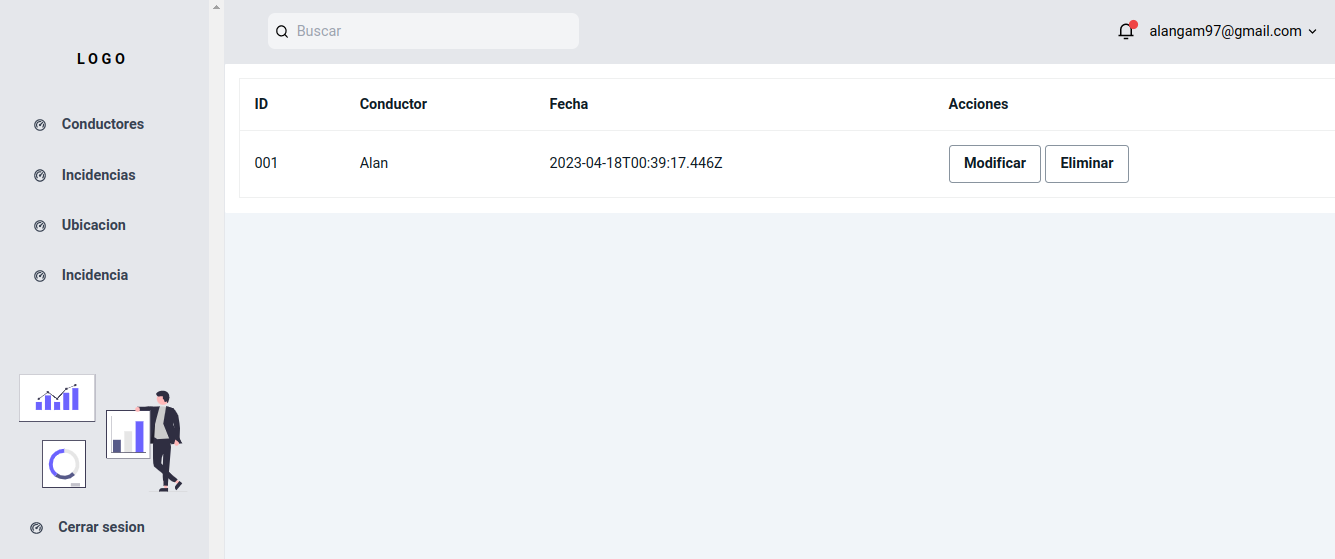 LOGO
Conductores
Incidencias
Ubicacion
Incidencia
Cerrar sesion
Buscar
alangam97@gmail.com
ID Conductor Fecha Acciones
001 Alan 2023-04-18T00:39:17.446Z Modificar Eliminar